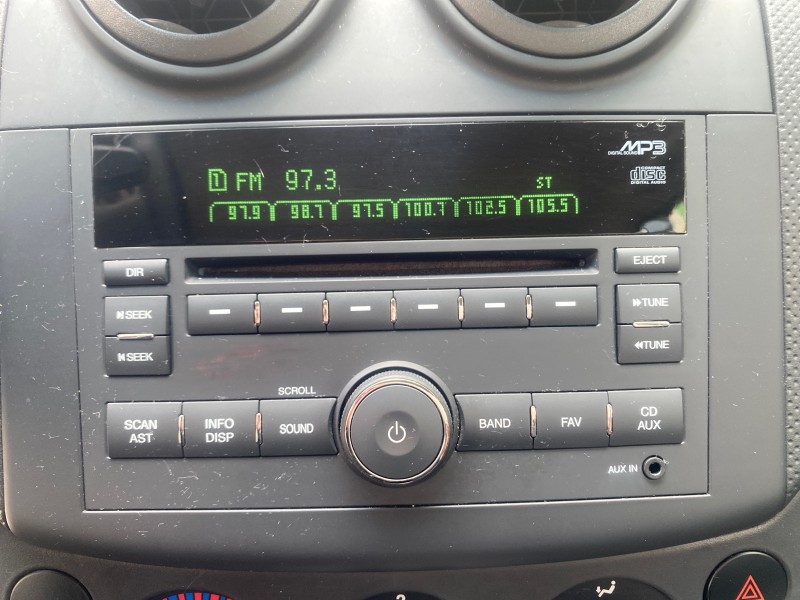 MP3
DIGITAL SOUND
COMPACT
disc
DIGITAL AUDIO
1 FM 97.3
ST
97.9 98.7 97.5 100.7 102.5 105.5
DIR
EJECT
SEEK
TUNE
SEEK
TUNE
SCROLL
SCAN AST
INFO DISP
SOUND
BAND
FAV
CD AUX
AUX IN